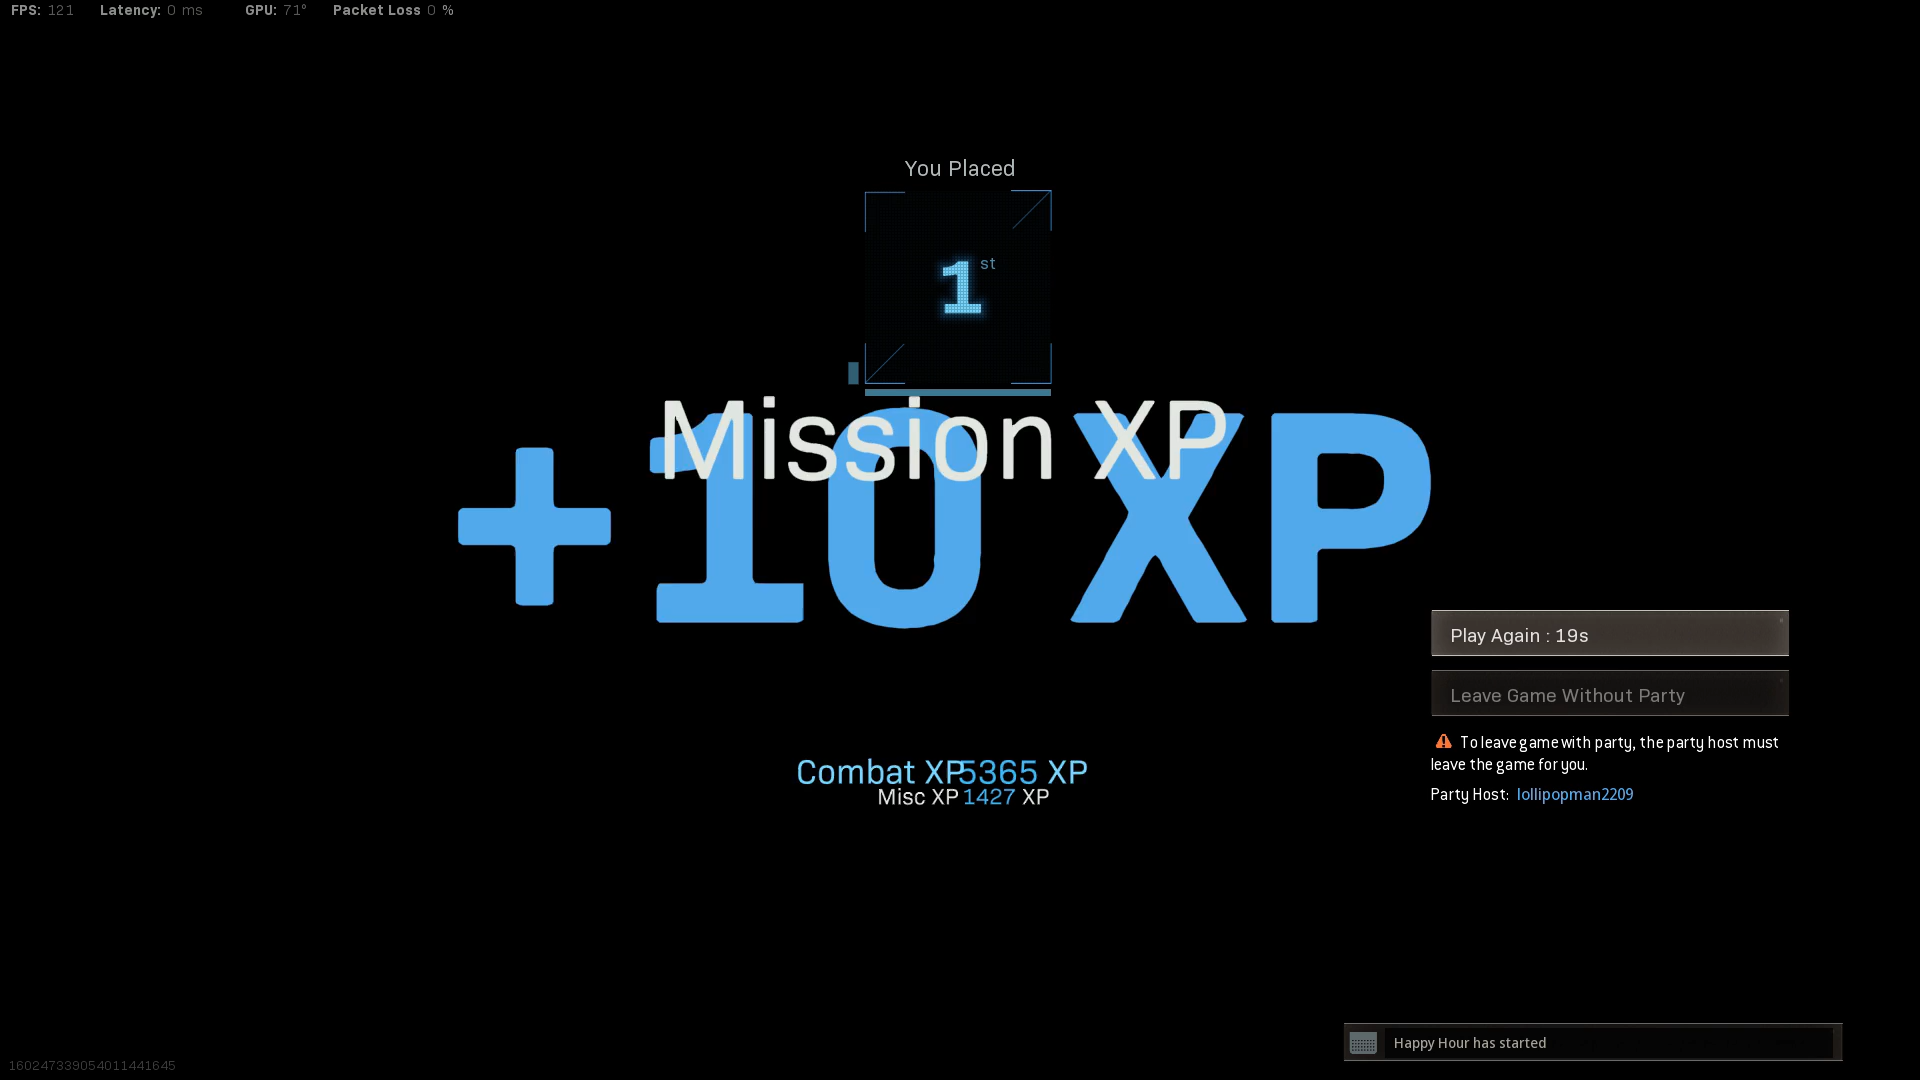 FPS: 121 Latency: 0 ms GPU: 71° Packet Loss 0 %
You Placed
1st
Mission XP
+10 XP
Play Again : 19s
Leave Game Without Party
To leave game with party, the party host must
leave the game for you.
Party Host: lollipopman2209
Combat XP 5365 XP
Misc XP 1427 XP
Happy Hour has started
160247339054011441645